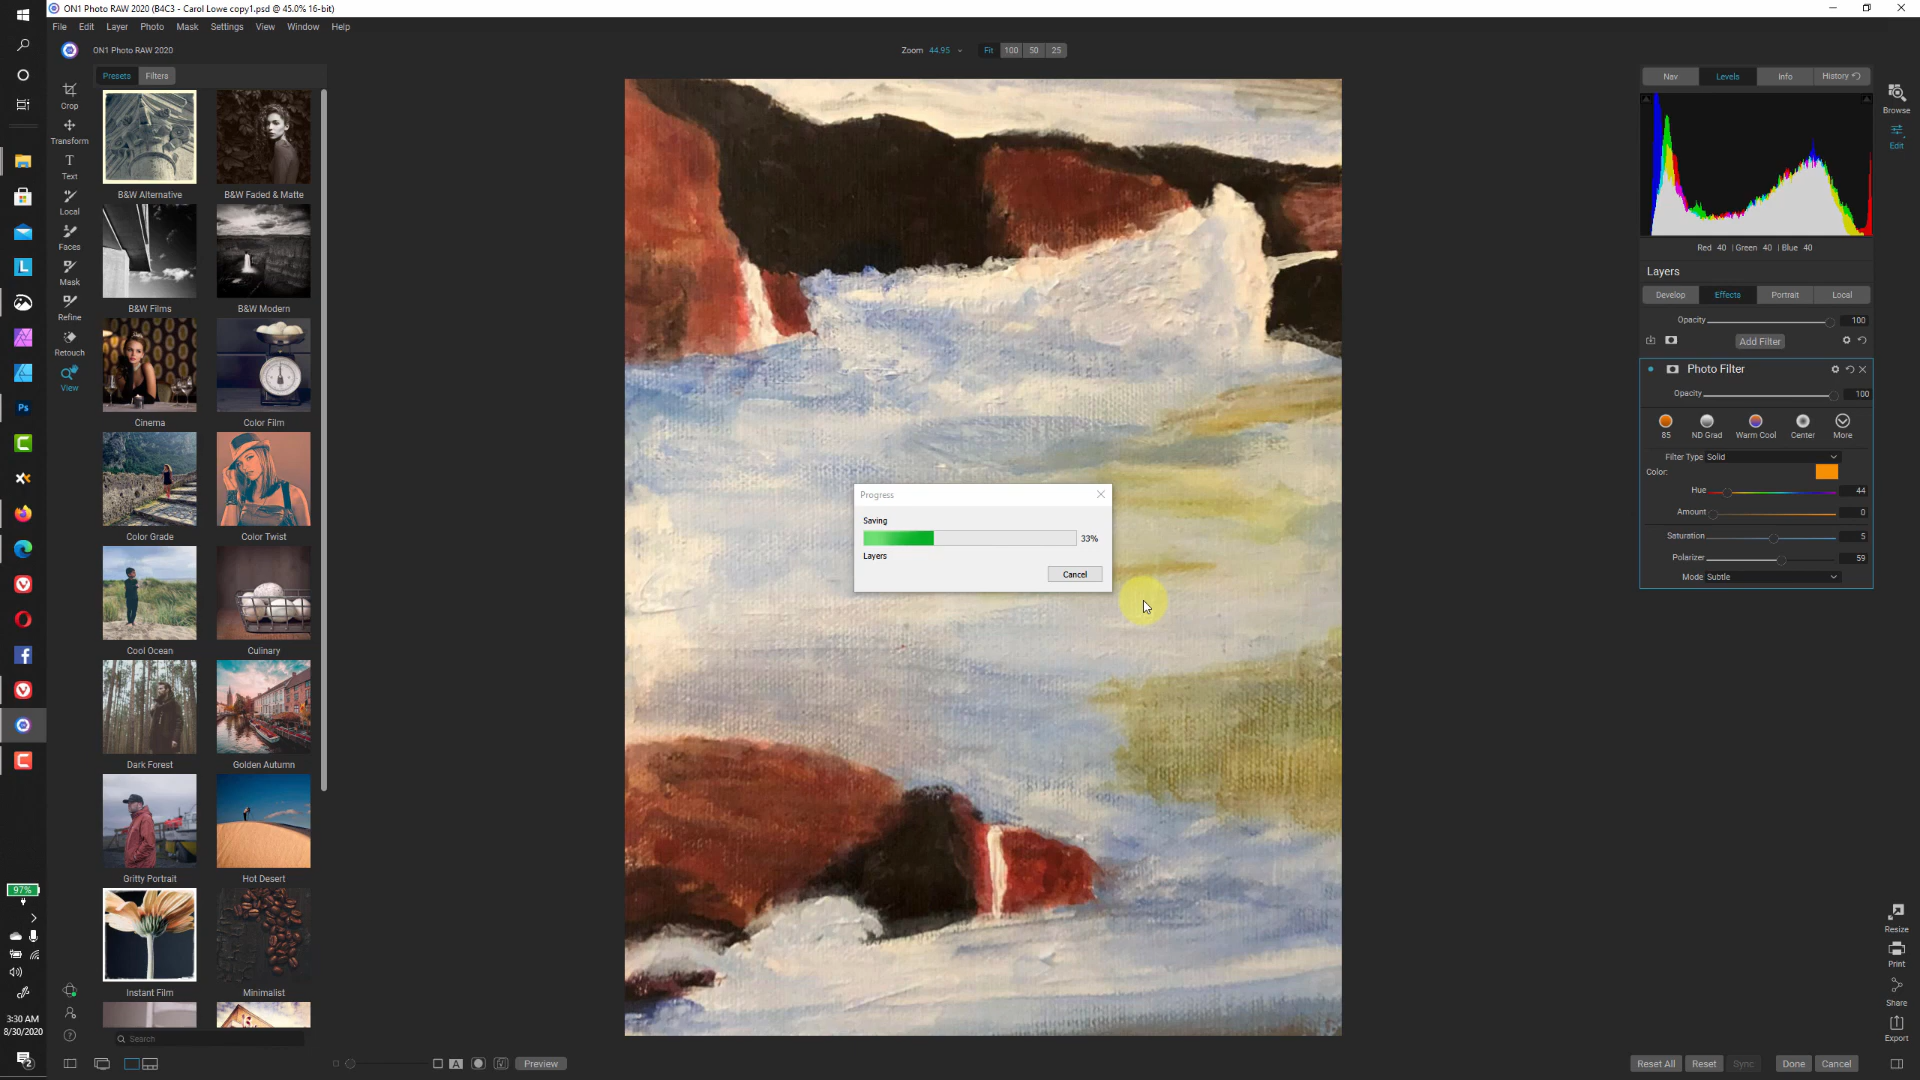 ON1 Photo RAW 2020 (B4C3 - Carol Lowe copy1.psd @ 45.0% 16-bit)
File Edit Layer Photo Mask Settings View Window Help
ON1 Photo RAW 2020
Zoom 44.95 Fit 100 50 25
Presets Filters
Nav Levels Info History
Crop
Transform
Text
Local
Faces
Mask
Refine
Retouch
View
B&W Alternative B&W Faded & Matte
B&W Films B&W Modern
Cinema Color Film
Color Grade Color Twist
Cool Ocean Culinary
Dark Forest Golden Autumn
Gritty Portrait Hot Desert
Instant Film Minimalist
Search
Progress
Saving
33%
Layers
Cancel
Browse
Edit
Red 40 | Green 40 | Blue 40
Layers
Develop Effects Portrait Local
Opacity 100
Add Filter
Photo Filter
Opacity 100
85 ND Grad Warm Cool Center More
Filter Type Solid
Color:
Hue 44
Amount 0
Saturation 5
Polarizer 59
Mode Subtle
Resize
Print
Share
Export
L
Ps
97%
3:30 AM
8/30/2020
2
A
Preview
Reset All Reset Sync Done Cancel